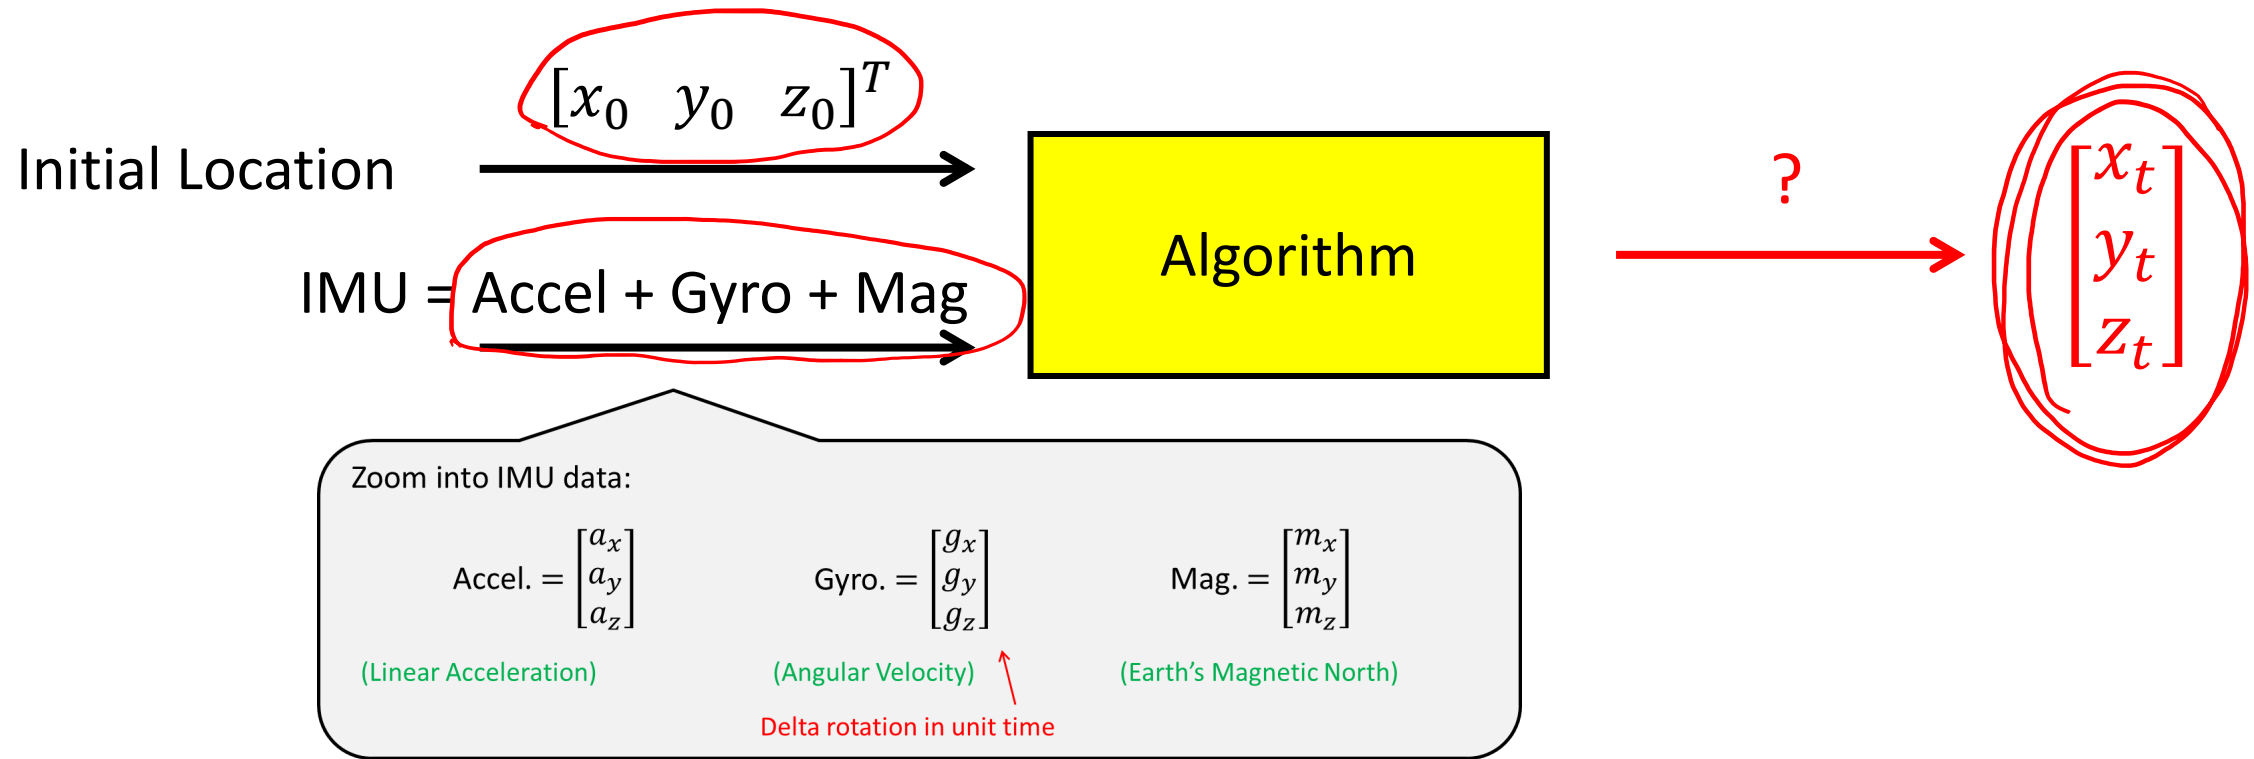 [x₀ y₀ z₀]ᵀ
Initial Location
IMU = Accel + Gyro + Mag
Algorithm
?
[xₜ
yₜ
zₜ]
Zoom into IMU data:
Accel. = [aₓ a_y a_z]
Gyro. = [gₓ g_y g_z]
Mag. = [mₓ m_y m_z]
(Linear Acceleration)
(Angular Velocity)
(Earth’s Magnetic North)
Delta rotation in unit time